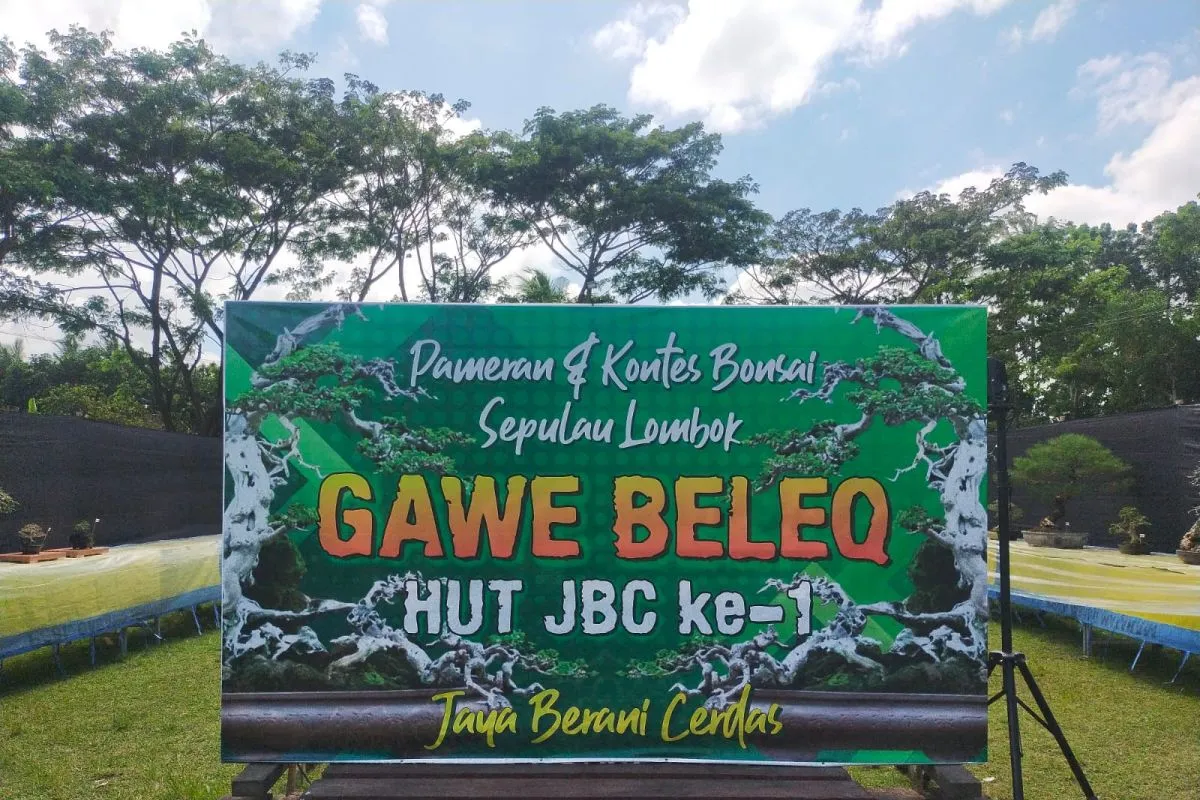 Pameran & Kontes Bonsai
Sepulau Lombok
GAWE BELEQ
HUT JBC ke-1
Jaya Berani Cerdas